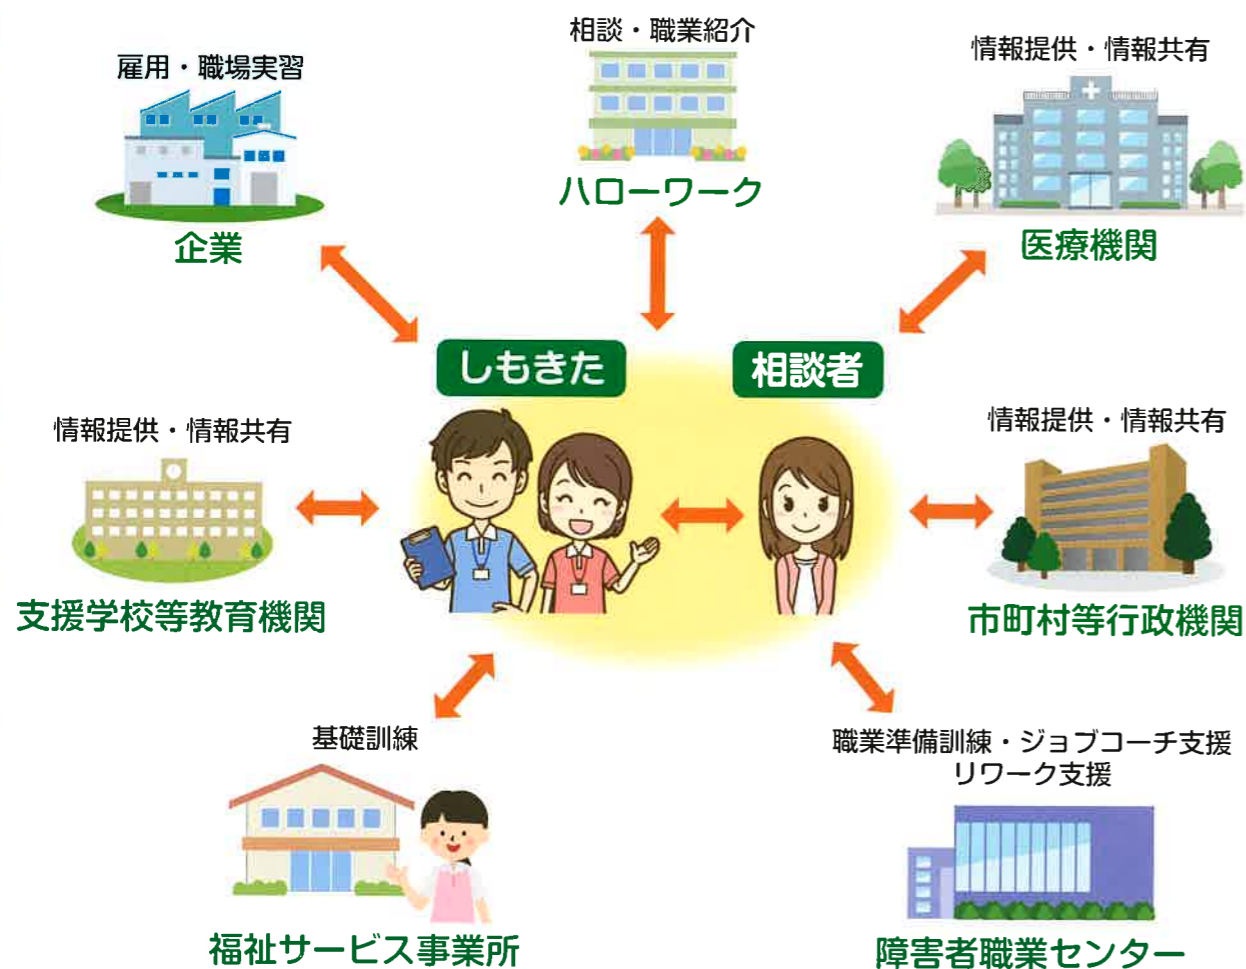 相談・職業紹介
ハローワーク
雇用・職場実習
企業
情報提供・情報共有
医療機関
しもきた
相談者
情報提供・情報共有
支援学校等教育機関
情報提供・情報共有
市町村等行政機関
基礎訓練
福祉サービス事業所
職業準備訓練・ジョブコーチ支援
リワーク支援
障害者職業センター